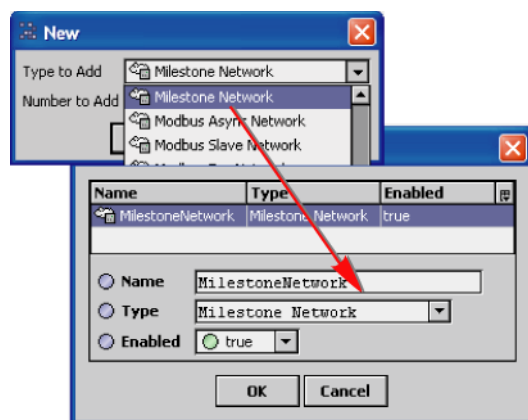 New
Type to Add Milestone Network
Number to Add Milestone Network
Modbus Async Network
Modbus Slave Network
Name Type Enabled
MilestoneNetwork Milestone Network true
Name MilestoneNetwork
Type Milestone Network
Enabled true
OK Cancel